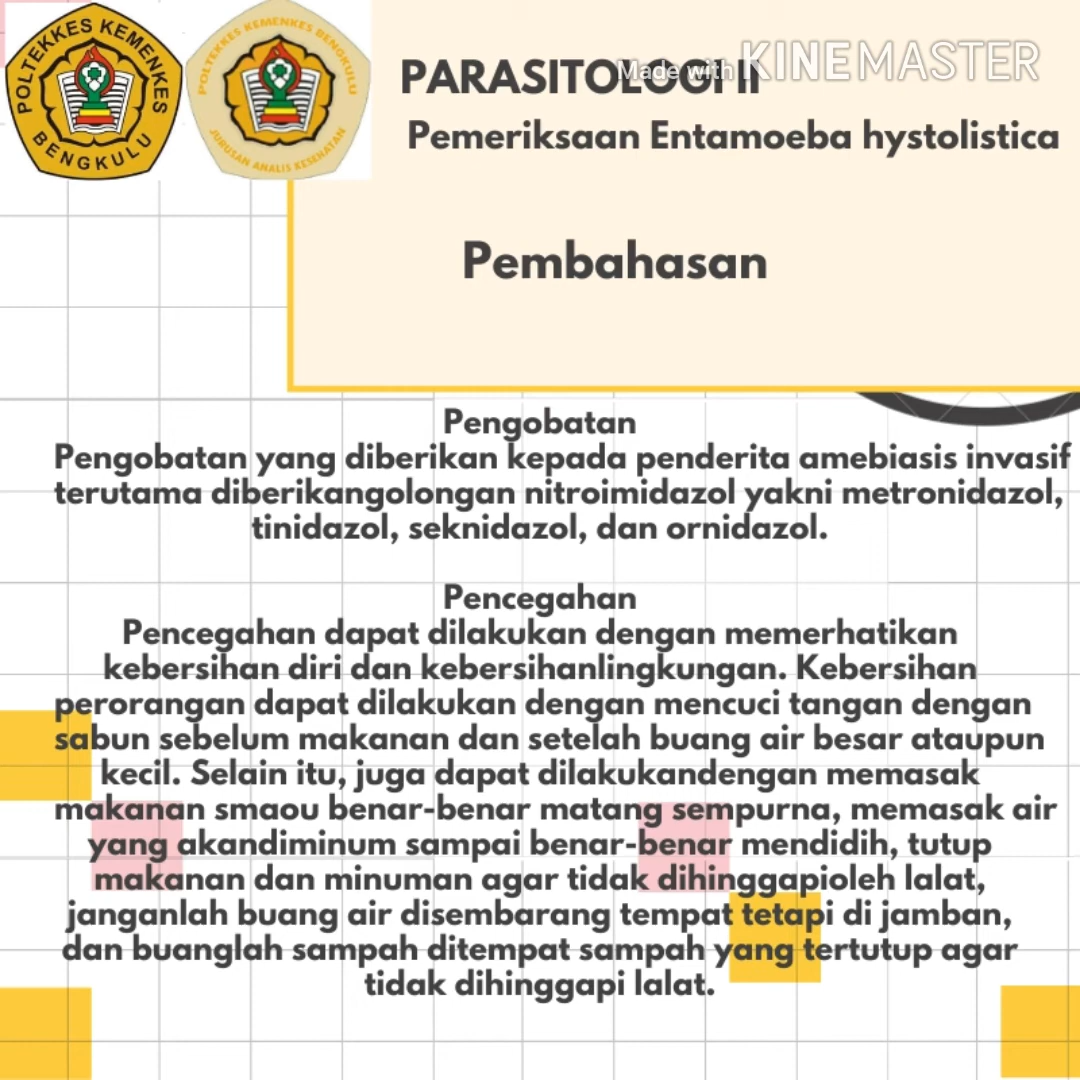 POLTEKKES KEMENKES
BENGKULU
POLTEKKES KEMENKES BENGKULU
JURUSAN ANALIS KESEHATAN
PARASITOLOGI II
Made with KINEMASTER
Pemeriksaan Entamoeba hystolistica
Pembahasan
Pengobatan
Pengobatan yang diberikan kepada penderita amebiasis invasif
terutama diberikangolongan nitroimidazol yakni metronidazol,
tinidazol, seknidazol, dan ornidazol.
Pencegahan
Pencegahan dapat dilakukan dengan memerhatikan
kebersihan diri dan kebersihanlingkungan. Kebersihan
perorangan dapat dilakukan dengan mencuci tangan dengan
sabun sebelum makanan dan setelah buang air besar ataupun
kecil. Selain itu, juga dapat dilakukandengan memasak
makanan smaou benar-benar matang sempurna, memasak air
yang akandiminum sampai benar-benar mendidih, tutup
makanan dan minuman agar tidak dihinggapioleh lalat,
janganlah buang air disembarang tempat tetapi di jamban,
dan buanglah sampah ditempat sampah yang tertutup agar
tidak dihinggapi lalat.